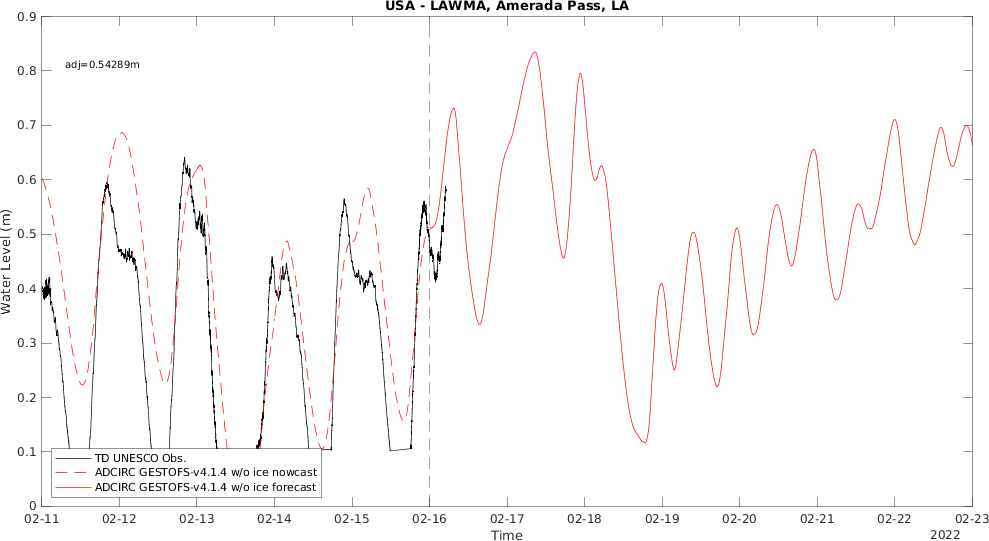 USA - LAWMA, Amerada Pass, LA
0.9
0.8
adj=0.54289m
0.7
0.6
0.5
0.4
0.3
0.2
0.1
0
Water Level (m)
TD UNESCO Obs.
ADCIRC GESTOFS-v4.1.4 w/o ice nowcast
ADCIRC GESTOFS-v4.1.4 w/o ice forecast
02-11 02-12 02-13 02-14 02-15 02-16 02-17 02-18 02-19 02-20 02-21 02-22 02-23
Time
2022